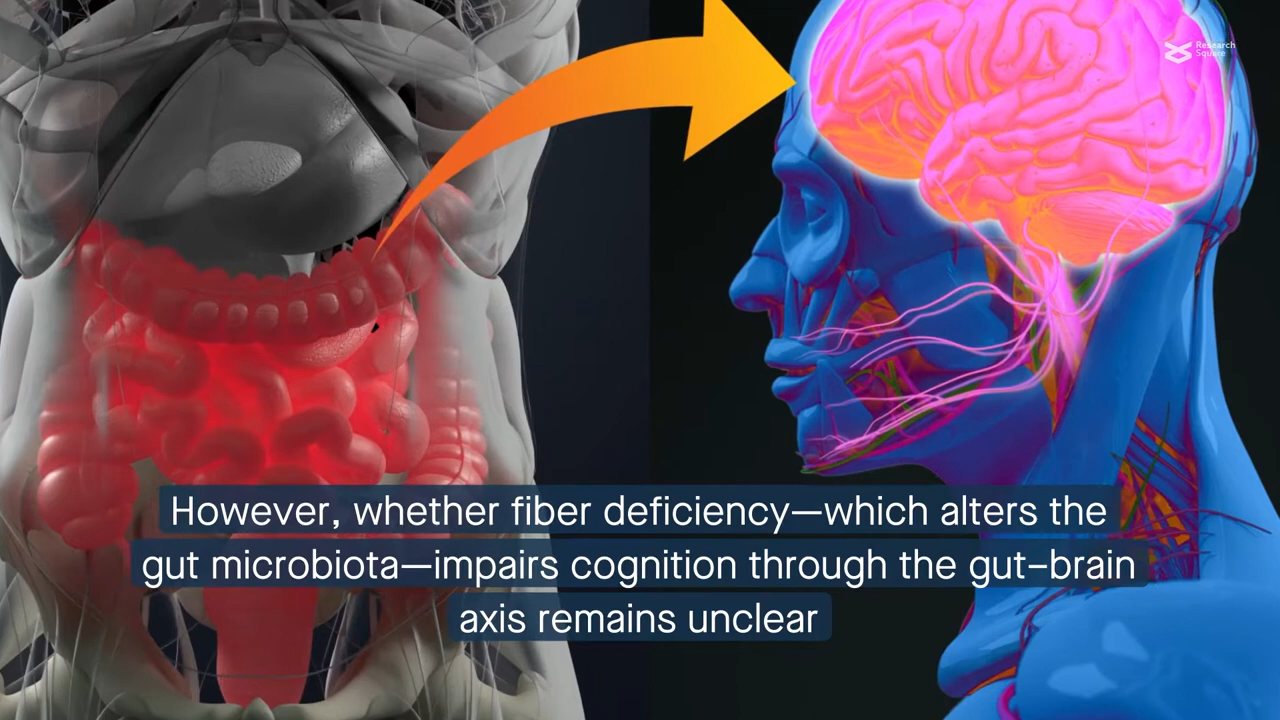 Research
Square
However, whether fiber deficiency—which alters the
gut microbiota—impairs cognition through the gut–brain
axis remains unclear